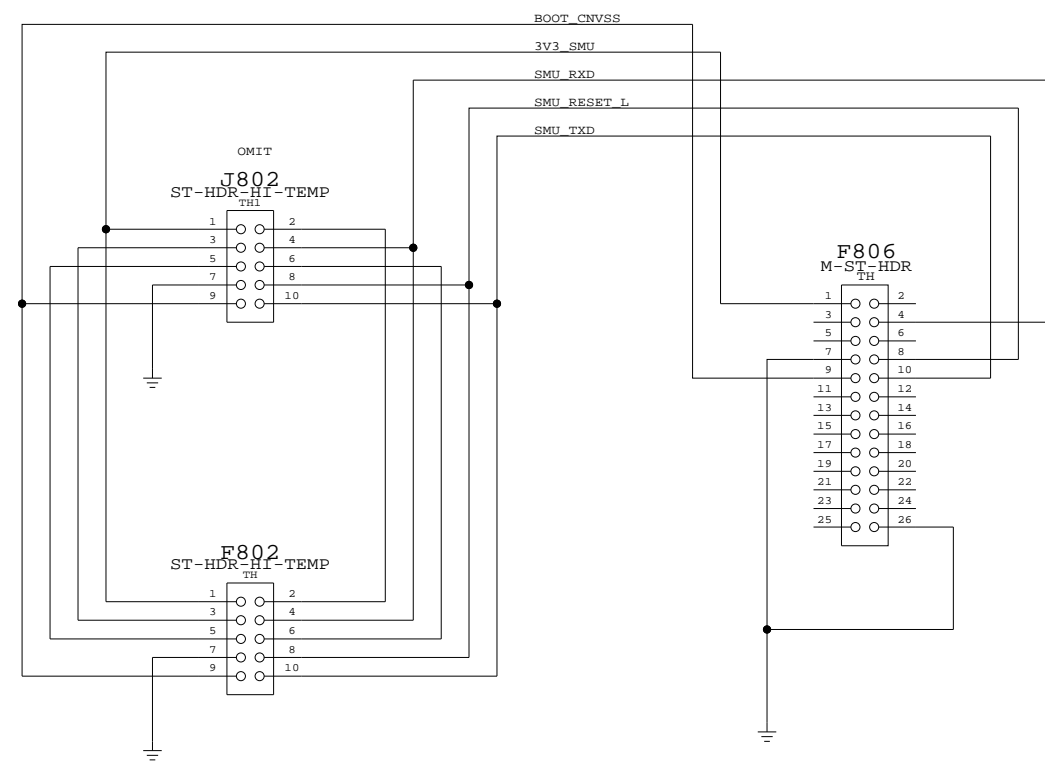 BOOT_CNVSS
3V3_SMU
SMU_RXD
SMU_RESET_L
SMU_TXD
OMIT
J802
ST-HDR-HI-TEMP
TH1
1 2
3 4
5 6
7 8
9 10
F806
M-ST-HDR
TH
1 2
3 4
5 6
7 8
9 10
11 12
13 14
15 16
17 18
19 20
21 22
23 24
25 26
F802
ST-HDR-HI-TEMP
TH
1 2
3 4
5 6
7 8
9 10